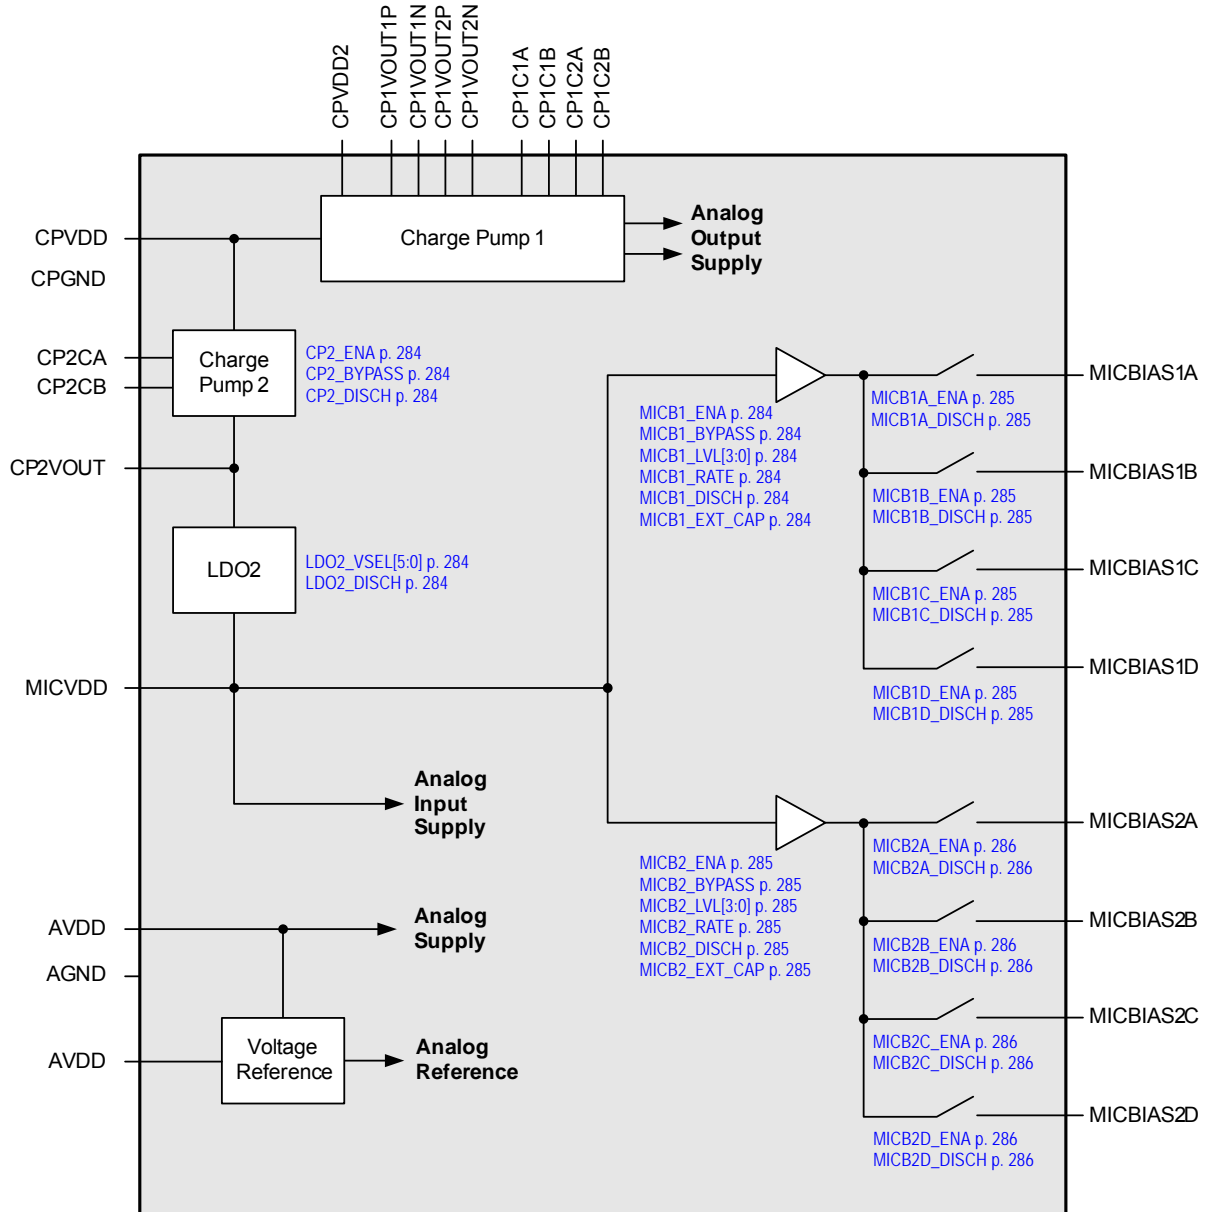 CPVDD2
CP1VOUT1P
CP1VOUT1N
CP1VOUT2P
CP1VOUT2N
CP1C1A
CP1C1B
CP1C2A
CP1C2B
CPVDD
CPGND
Charge Pump 1
Analog
Output
Supply
CP2CA
CP2CB
Charge
Pump 2
CP2_ENA p. 284
CP2_BYPASS p. 284
CP2_DISCH p. 284
CP2VOUT
LDO2
LDO2_VSEL[5:0] p. 284
LDO2_DISCH p. 284
MICVDD
Analog
Input
Supply
MICB1_ENA p. 284
MICB1_BYPASS p. 284
MICB1_LVL[3:0] p. 284
MICB1_RATE p. 284
MICB1_DISCH p. 284
MICB1_EXT_CAP p. 284
MICBIAS1A
MICB1A_ENA p. 285
MICB1A_DISCH p. 285
MICBIAS1B
MICB1B_ENA p. 285
MICB1B_DISCH p. 285
MICBIAS1C
MICB1C_ENA p. 285
MICB1C_DISCH p. 285
MICBIAS1D
MICB1D_ENA p. 285
MICB1D_DISCH p. 285
MICB2_ENA p. 285
MICB2_BYPASS p. 285
MICB2_LVL[3:0] p. 285
MICB2_RATE p. 285
MICB2_DISCH p. 285
MICB2_EXT_CAP p. 285
MICBIAS2A
MICB2A_ENA p. 286
MICB2A_DISCH p. 286
MICBIAS2B
MICB2B_ENA p. 286
MICB2B_DISCH p. 286
MICBIAS2C
MICB2C_ENA p. 286
MICB2C_DISCH p. 286
MICBIAS2D
MICB2D_ENA p. 286
MICB2D_DISCH p. 286
AVDD
Analog
Supply
AGND
AVDD
Voltage
Reference
Analog
Reference